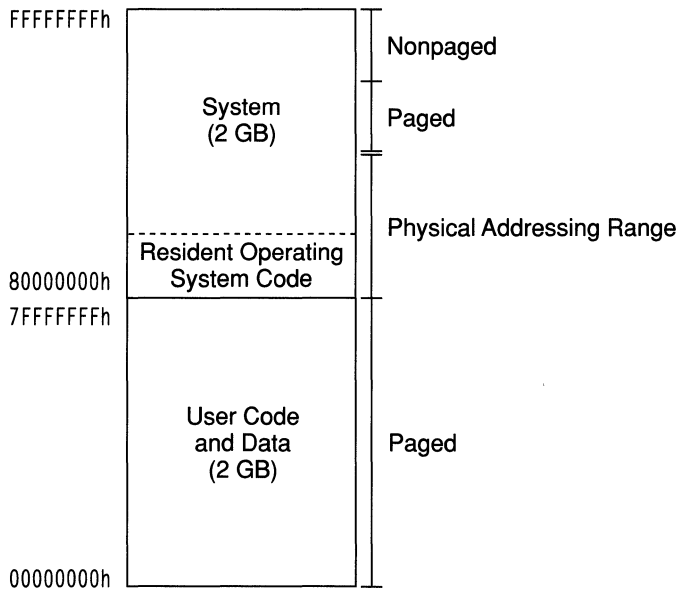 FFFFFFFFh
Nonpaged
System
(2 GB)
Paged
Physical Addressing Range
Resident Operating
System Code
80000000h
7FFFFFFFh
User Code
and Data
(2 GB)
Paged
00000000h